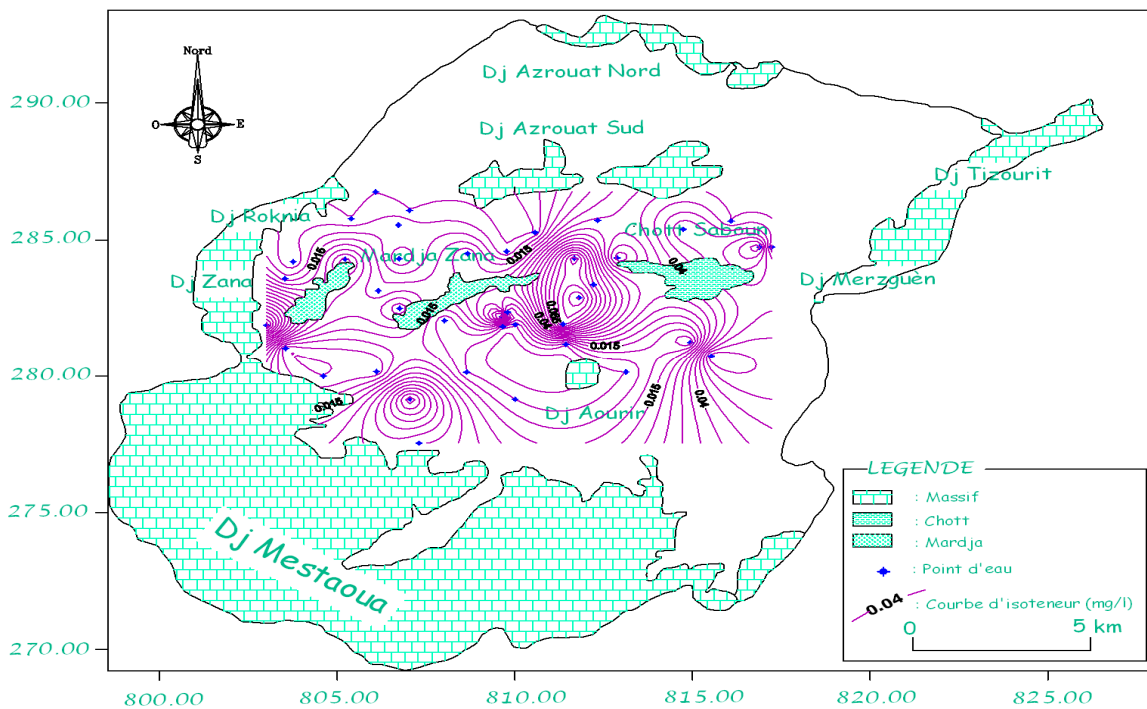 Nord
O
E
S
290.00
285.00
280.00
275.00
270.00
800.00
805.00
810.00
815.00
820.00
825.00
Dj Azrouat Nord
Dj Azrouat Sud
Dj Tizourit
Dj Roknia
Chott Saboun
Mardja Zana
Dj Zana
Dj Merzguen
Dj Aourir
Dj Mestaoua
0.015
0.015
0.04
0.04
0.015
0.015
0.015
0.04
LEGENDE
: Massif
: Chott
: Mardja
: Point d'eau
0.04 : Courbe d'isoteneur (mg/l)
0 5 km